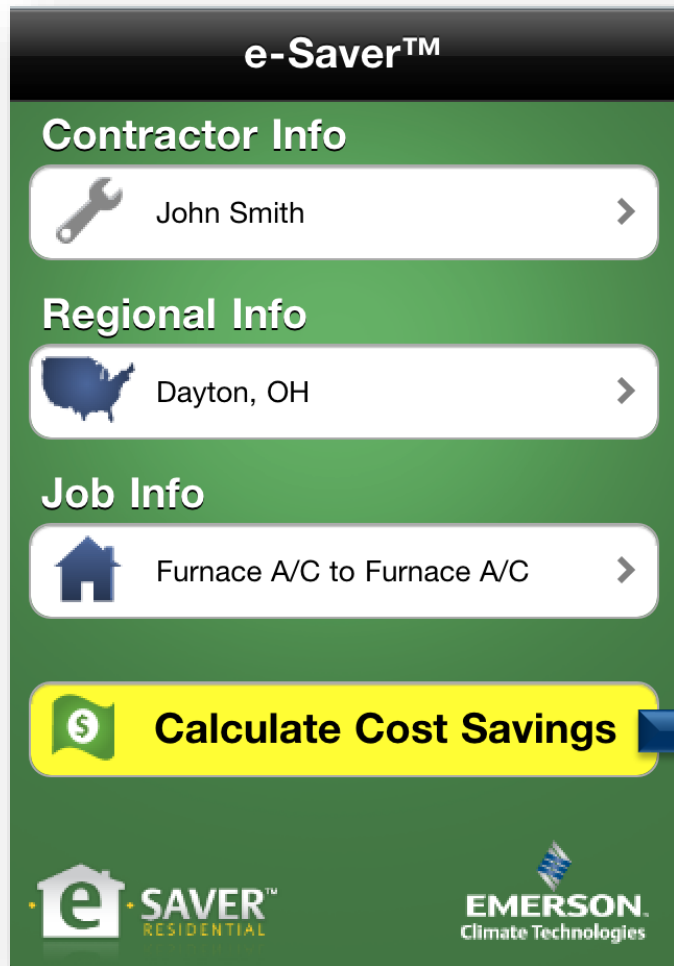 e-Saver™
Contractor Info
John Smith
Regional Info
Dayton, OH
Job Info
Furnace A/C to Furnace A/C
$ Calculate Cost Savings
e SAVER™
RESIDENTIAL
EMERSON.
Climate Technologies